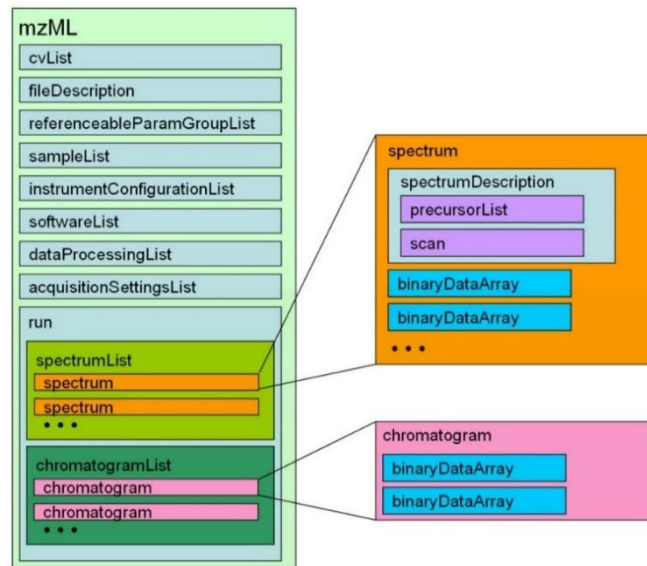 mzML
cvList
fileDescription
referenceableParamGroupList
sampleList
instrumentConfigurationList
softwareList
dataProcessingList
acquisitionSettingsList
run
spectrumList
spectrum
spectrum
• • •
chromatogramList
chromatogram
chromatogram
• • •
spectrum
spectrumDescription
precursorList
scan
binaryDataArray
binaryDataArray
• • •
chromatogram
binaryDataArray
binaryDataArray